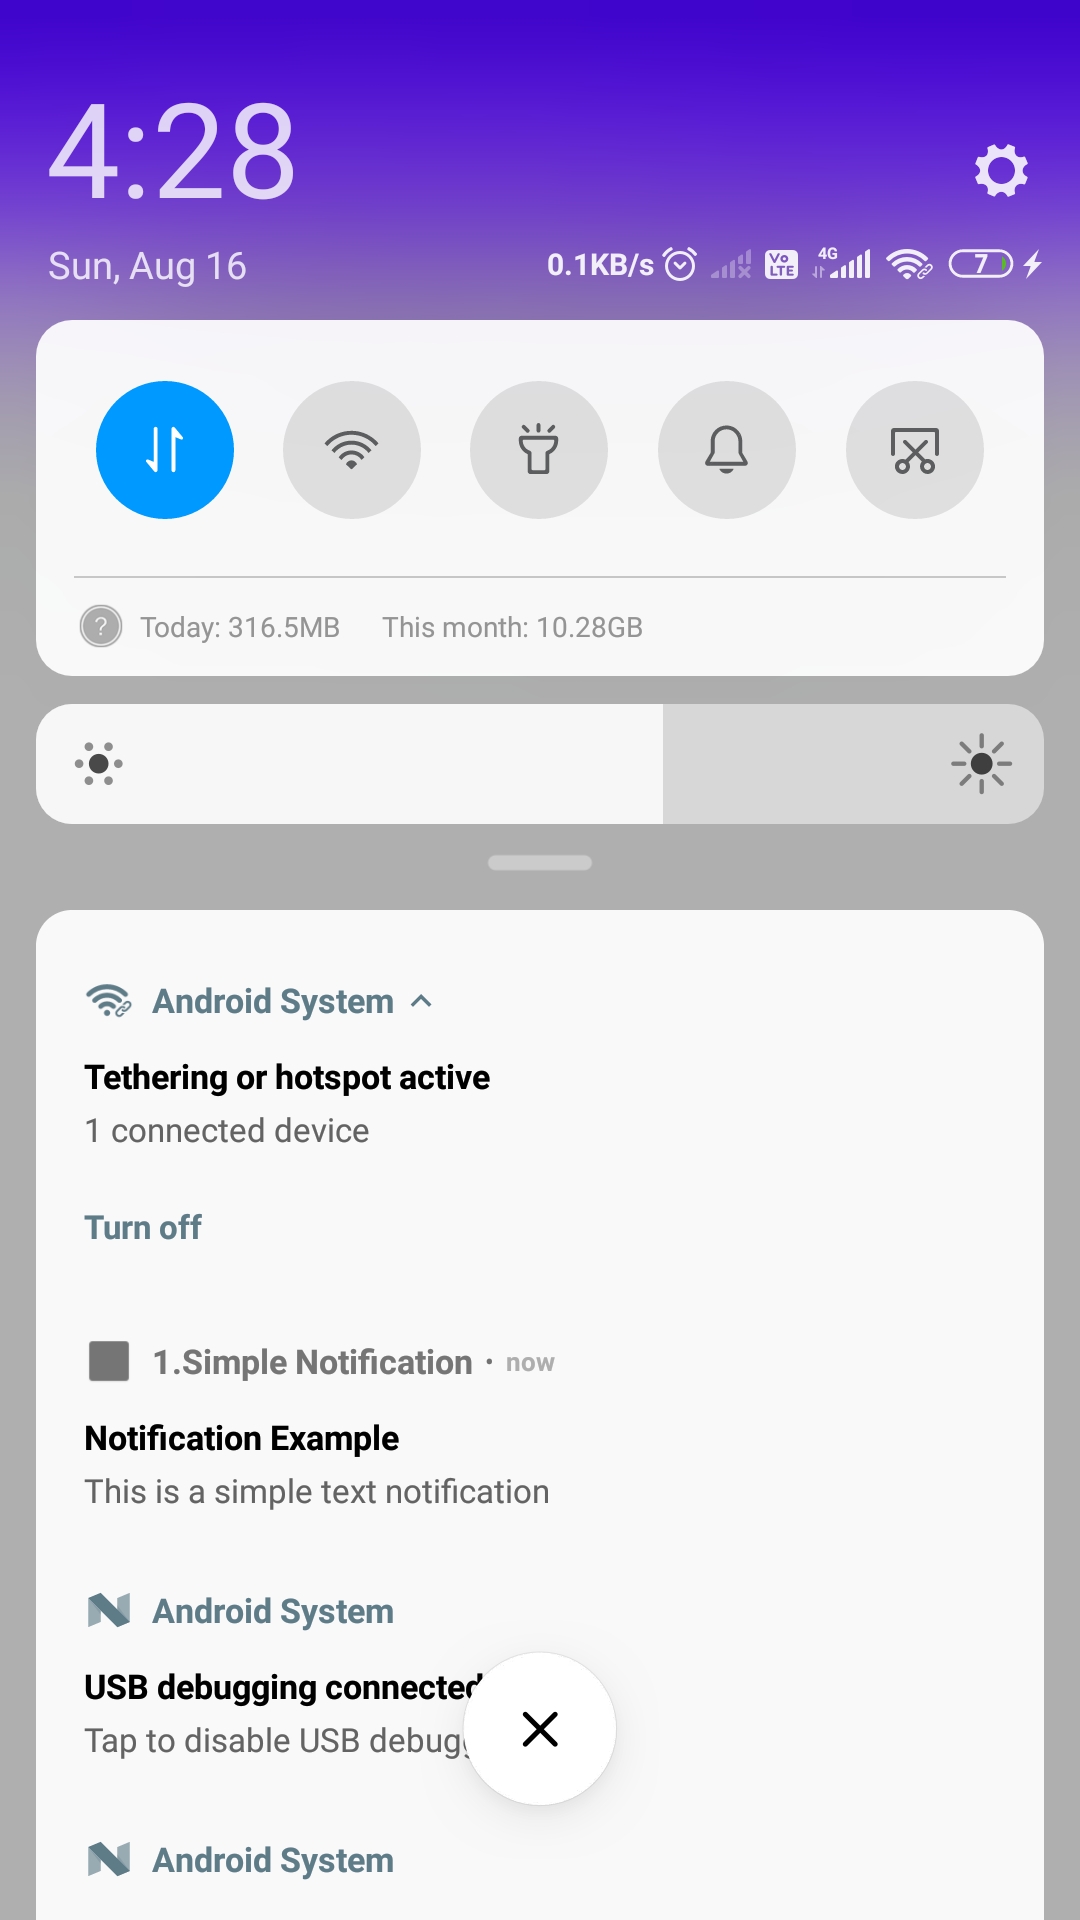 4:28
Sun, Aug 16
0.1KB/s Vo LTE 4G 7
? Today: 316.5MB This month: 10.28GB
Android System
Tethering or hotspot active
1 connected device
Turn off
1.Simple Notification · now
Notification Example
This is a simple text notification
Android System
USB debugging connected
Tap to disable USB
Android System